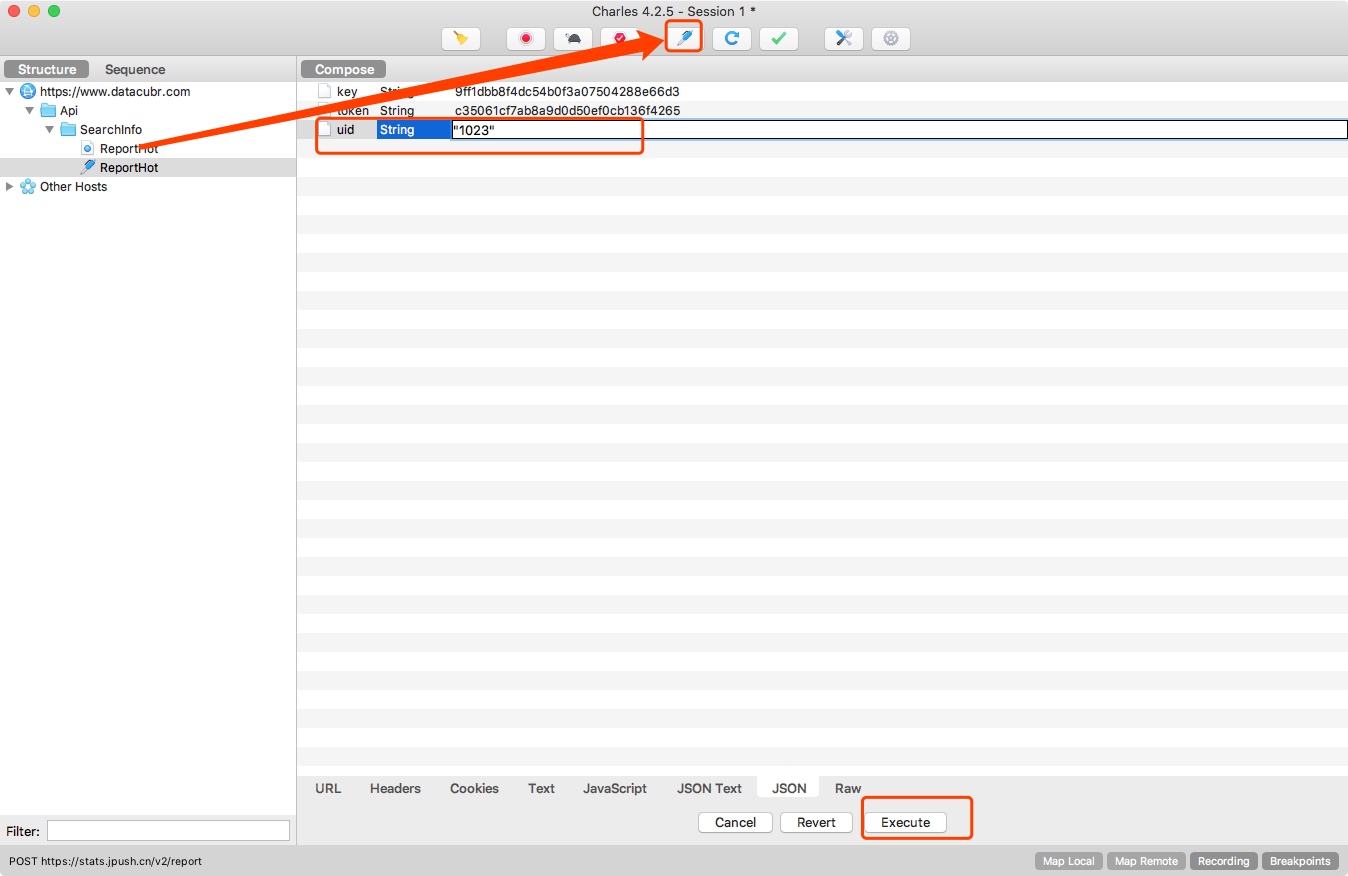 Charles 4.2.5 - Session 1 *
Structure Sequence
Compose
https://www.datacubr.com
Api
SearchInfo
ReportHot
ReportHot
Other Hosts
key String 9ff1dbb8f4dc54b0f3a07504288e66d3
token String c35061cf7ab8a9d0d50ef0cb136f4265
uid String "1023"
URL Headers Cookies Text JavaScript JSON Text JSON Raw
Cancel Revert Execute
Filter:
POST https://stats.jpush.cn/v2/report
Map Local Map Remote Recording Breakpoints